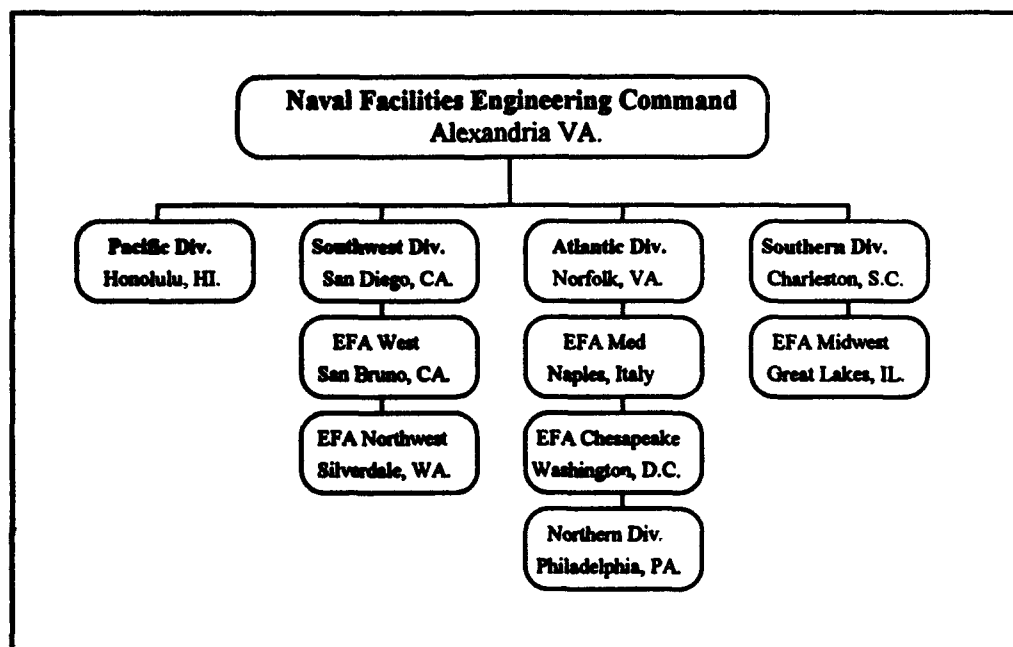 Naval Facilities Engineering Command
Alexandria VA.
Pacific Div.
Honolulu, HI.
Southwest Div.
San Diego, CA.
Atlantic Div.
Norfolk, VA.
Southern Div.
Charleston, S.C.
EFA West
San Bruno, CA.
EFA Med
Naples, Italy
EFA Midwest
Great Lakes, IL.
EFA Northwest
Silverdale, WA.
EFA Chesapeake
Washington, D.C.
Northern Div.
Philadelphia, PA.